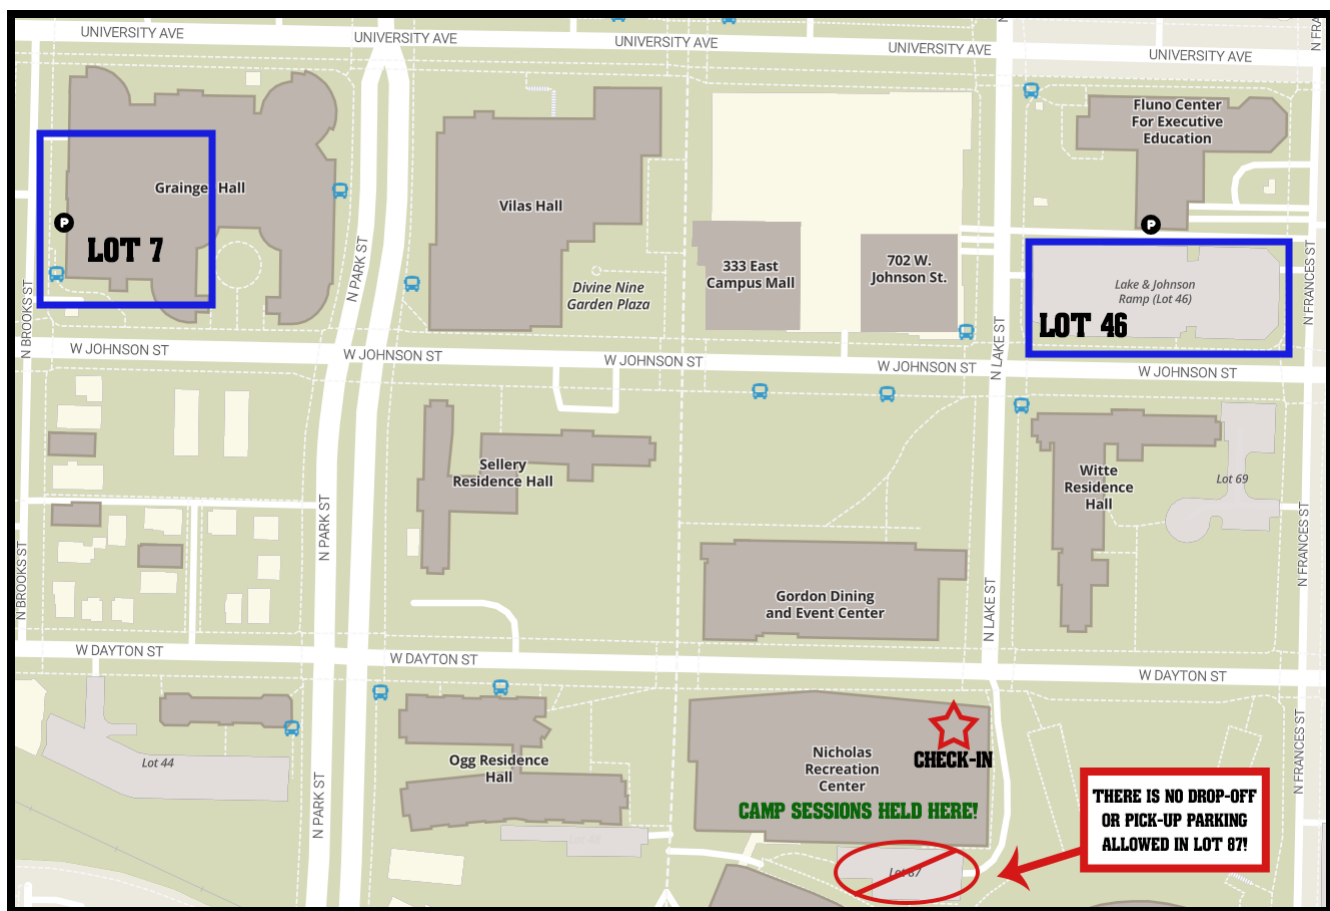 UNIVERSITY AVE
UNIVERSITY AVE
UNIVERSITY AVE
UNIVERSITY AVE
UNIVERSITY AVE
N FRA
N
Fluno Center
For Executive
Education
P
Grainger Hall
Vilas Hall
P
LOT 7
333 East
Campus Mall
702 W.
Johnson St.
Divine Nine
Garden Plaza
Lake & Johnson
Ramp (Lot 46)
LOT 46
N BROOKS ST
N PARK ST
N LAKE ST
N FRANCES ST
W JOHNSON ST
W JOHNSON ST
W JOHNSON ST
W JOHNSON ST
W JOHNSON ST
Sellery
Residence Hall
Witte
Residence
Hall
Lot 69
N BROOKS ST
N PARK ST
N LAKE ST
N FRANCES ST
Gordon Dining
and Event Center
W DAYTON ST
W DAYTON ST
W DAYTON ST
Lot 44
N PARK ST
Ogg Residence
Hall
Nicholas
Recreation
Center
CHECK-IN
CAMP SESSIONS HELD HERE!
N FRANCES ST
THERE IS NO DROP-OFF
OR PICK-UP PARKING
ALLOWED IN LOT 87!
Lot 87